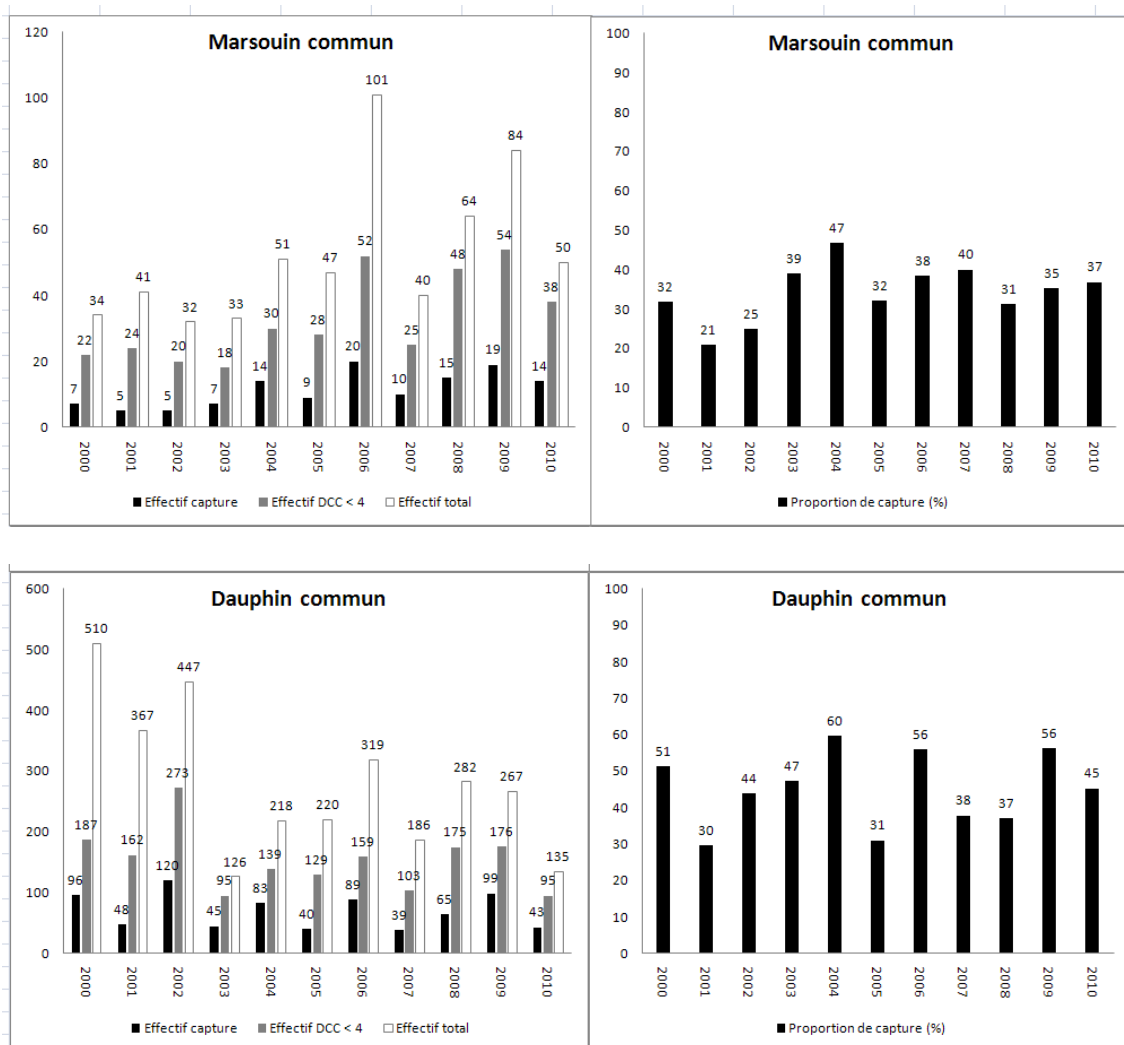 Marsouin commun
120
100
80
60
40
20
0
7 22 34
5 24 41
5 20 32
7 18 33
14 30 51
9 28 47
20 52 101
10 25 40
15 48 64
19 54 84
14 38 50
2000 2001 2002 2003 2004 2005 2006 2007 2008 2009 2010
Effectif capture Effectif DCC < 4 Effectif total
Marsouin commun
100
90
80
70
60
50
40
30
20
10
0
32 21 25 39 47 32 38 40 31 35 37
2000 2001 2002 2003 2004 2005 2006 2007 2008 2009 2010
Proportion de capture (%)
Dauphin commun
600
500
400
300
200
100
0
96 187 510
48 162 367
120 273 447
45 95 126
83 139 218
40 129 220
89 159 319
39 103 186
65 175 282
99 176 267
43 95 135
2000 2001 2002 2003 2004 2005 2006 2007 2008 2009 2010
Effectif capture Effectif DCC < 4 Effectif total
Dauphin commun
100
90
80
70
60
50
40
30
20
10
0
51 30 44 47 60 31 56 38 37 56 45
2000 2001 2002 2003 2004 2005 2006 2007 2008 2009 2010
Proportion de capture (%)